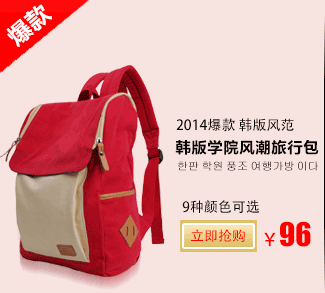 爆款
2014爆款 韩版风范
韩版学院风潮旅行包
한판 학원 풍조 여행가방 이다
9种颜色可选
立即抢购 ¥96